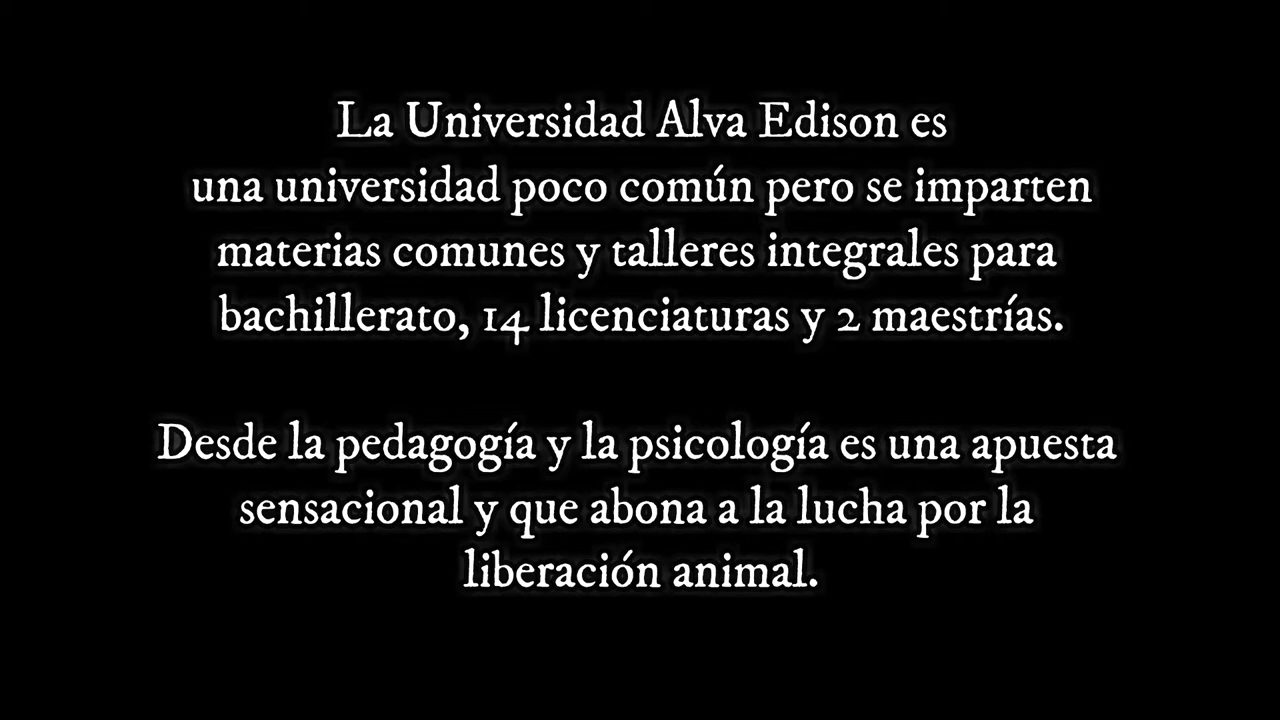 La Universidad Alva Edison es
una universidad poco común pero se imparten
materias comunes y talleres integrales para
bachillerato, 14 licenciaturas y 2 maestrías.
Desde la pedagogía y la psicología es una apuesta
sensacional y que abona a la lucha por la
liberación animal.